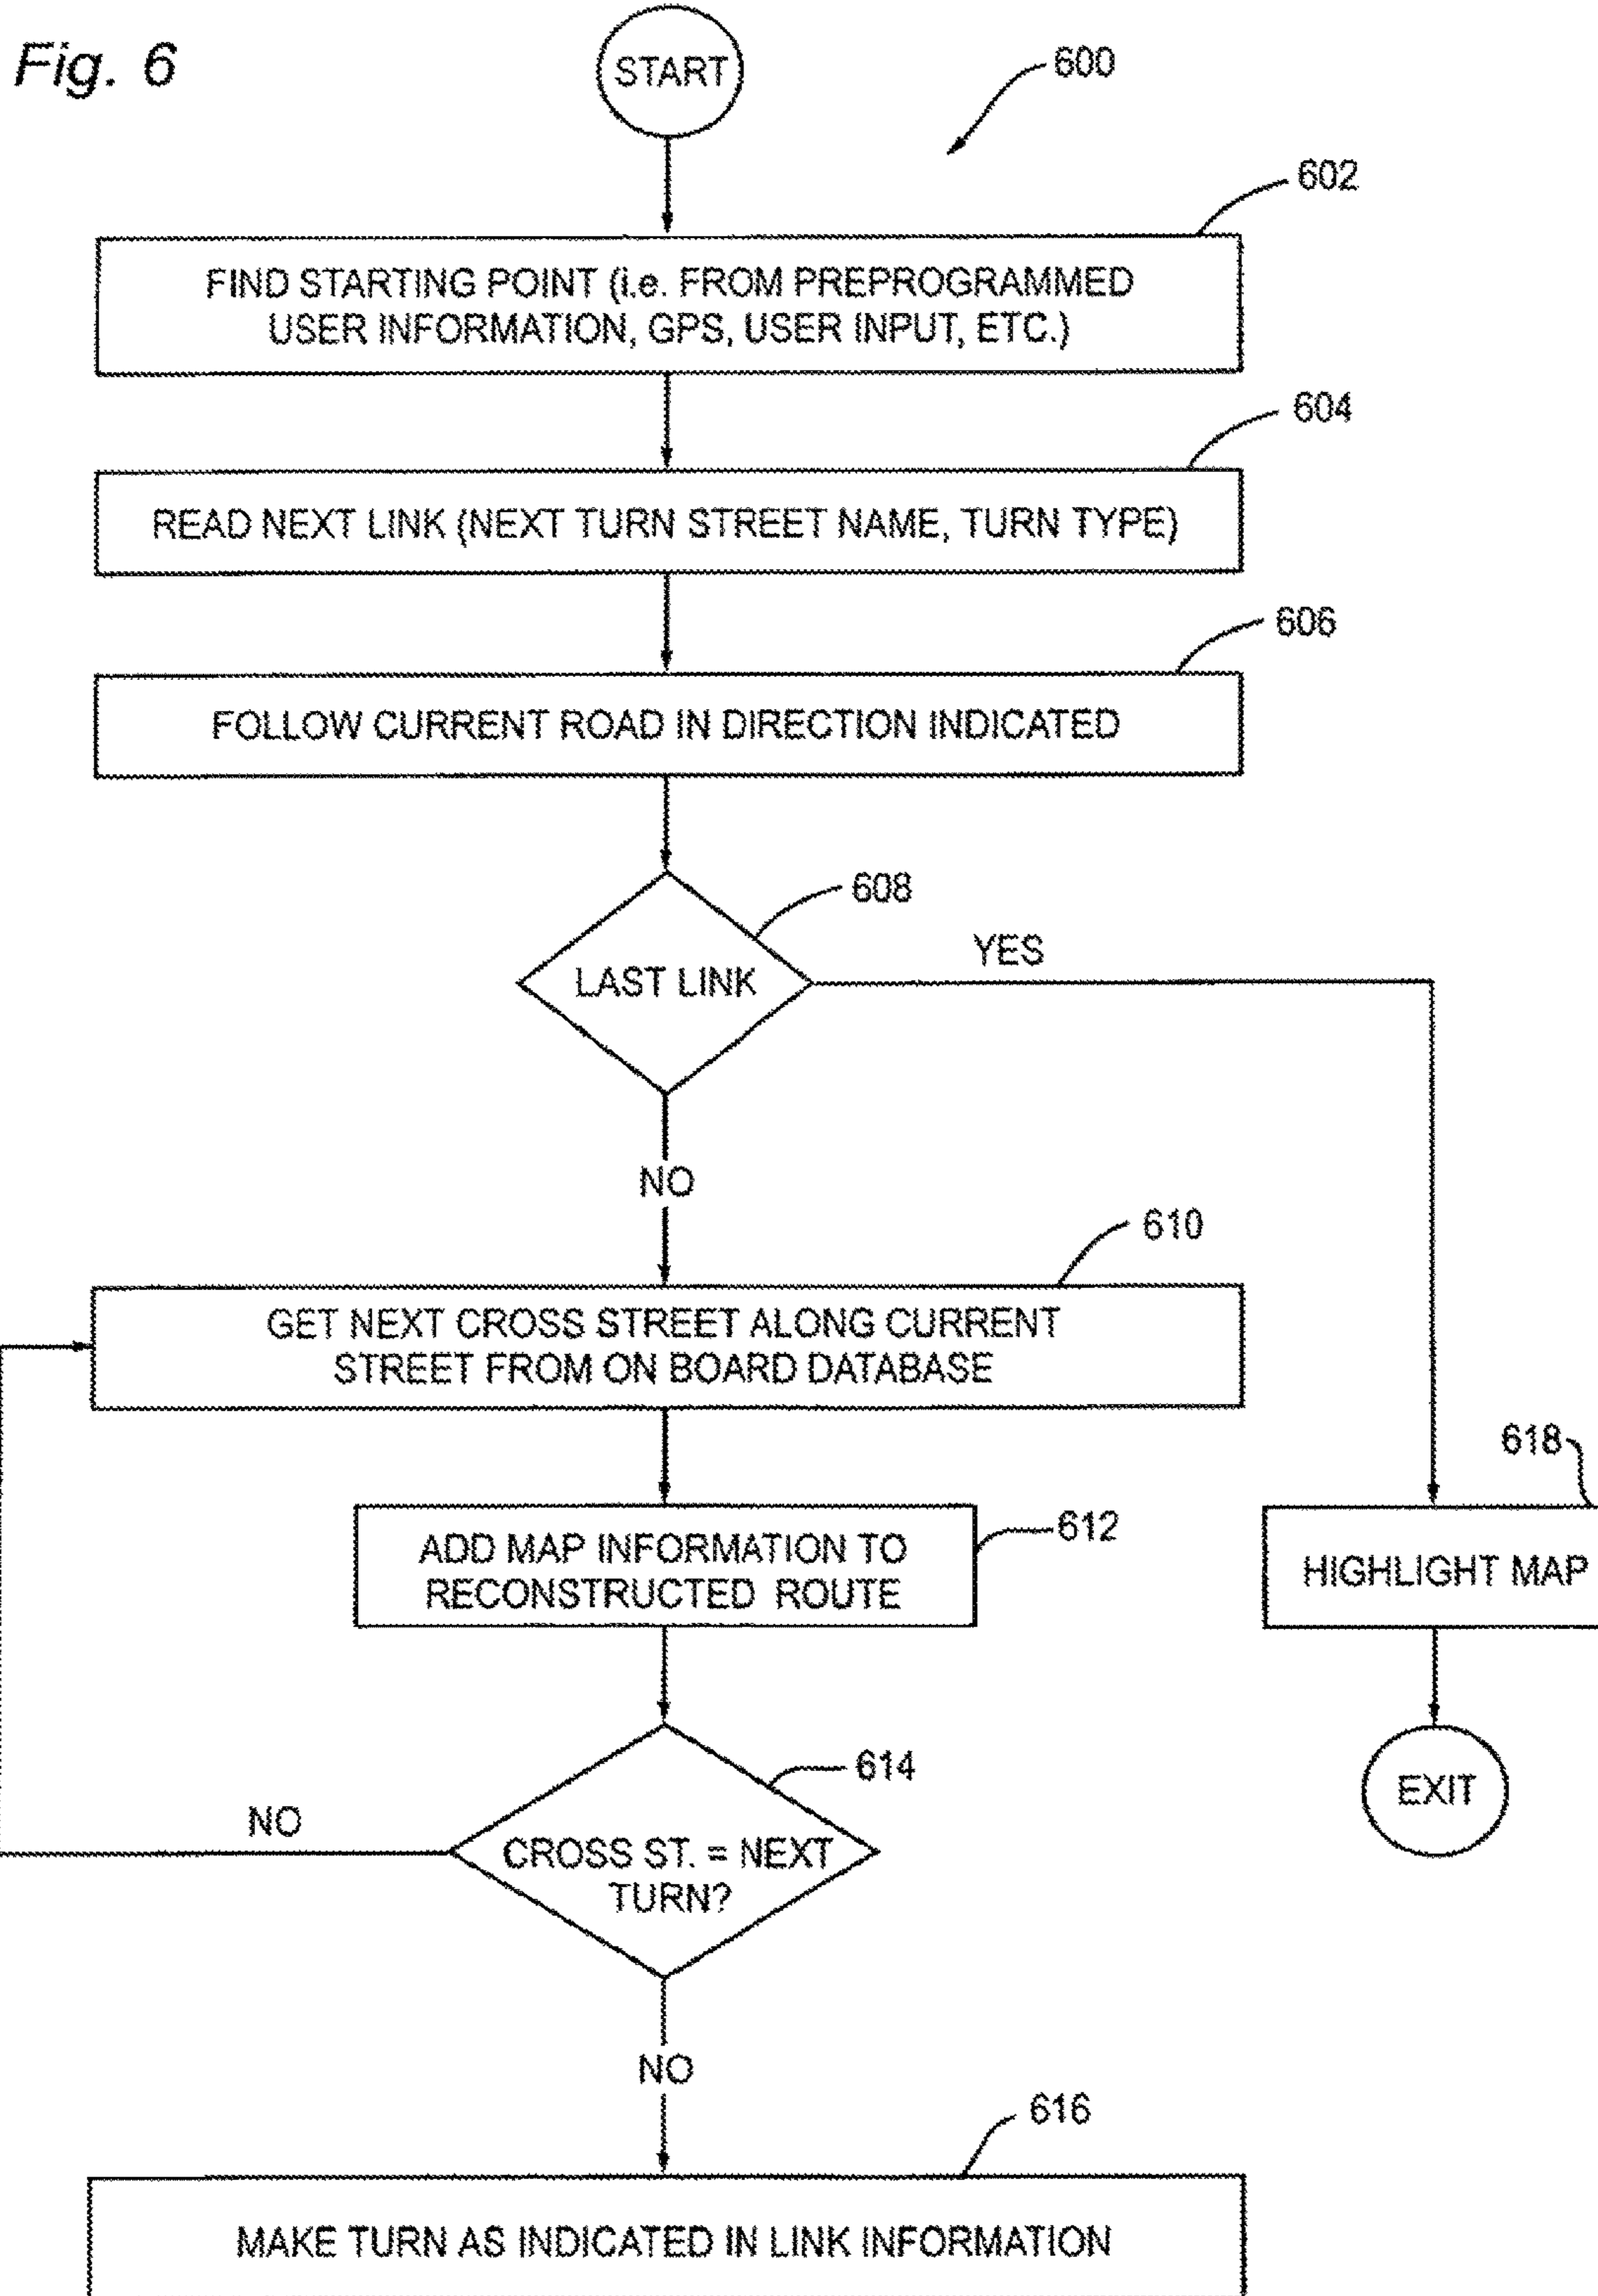 Fig. 6
START
600
602
FIND STARTING POINT (i.e. FROM PREPROGRAMMED
USER INFORMATION, GPS, USER INPUT, ETC.)
604
READ NEXT LINK (NEXT TURN STREET NAME, TURN TYPE)
606
FOLLOW CURRENT ROAD IN DIRECTION INDICATED
608
LAST LINK
YES
NO
610
GET NEXT CROSS STREET ALONG CURRENT
STREET FROM ON BOARD DATABASE
618
612
ADD MAP INFORMATION TO
RECONSTRUCTED ROUTE
HIGHLIGHT MAP
614
CROSS ST. = NEXT
TURN?
NO
EXIT
NO
616
MAKE TURN AS INDICATED IN LINK INFORMATION